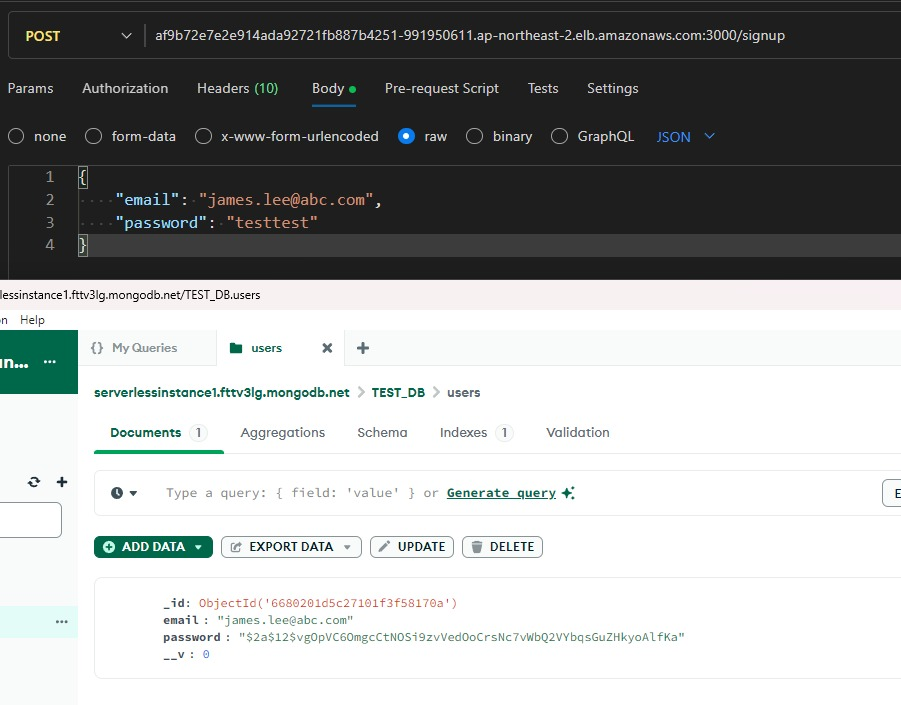 POST af9b72e7e2e914ada92721fb887b4251-991950611.ap-northeast-2.elb.amazonaws.com:3000/signup
Params Authorization Headers (10) Body Pre-request Script Tests Settings
none form-data x-www-form-urlencoded raw binary GraphQL JSON
1 {
2 "email": "james.lee@abc.com",
3 "password": "testtest"
4 }
lessinstance1.fttv3lg.mongodb.net/TEST_DB.users
on Help
un... {} My Queries users
serverlessinstance1.fttv3lg.mongodb.net > TEST_DB > users
Documents 1 Aggregations Schema Indexes 1 Validation
Type a query: { field: 'value' } or Generate query
E
ADD DATA EXPORT DATA UPDATE DELETE
_id: ObjectId('6680201d5c27101f3f58170a')
email : "james.lee@abc.com"
password : "$2a$12$vgOpVC6OmgcCtNOSi9zvVedOoCrsNc7vWbQ2VYbqsGuZHkyoAlfKa"
__v : 0